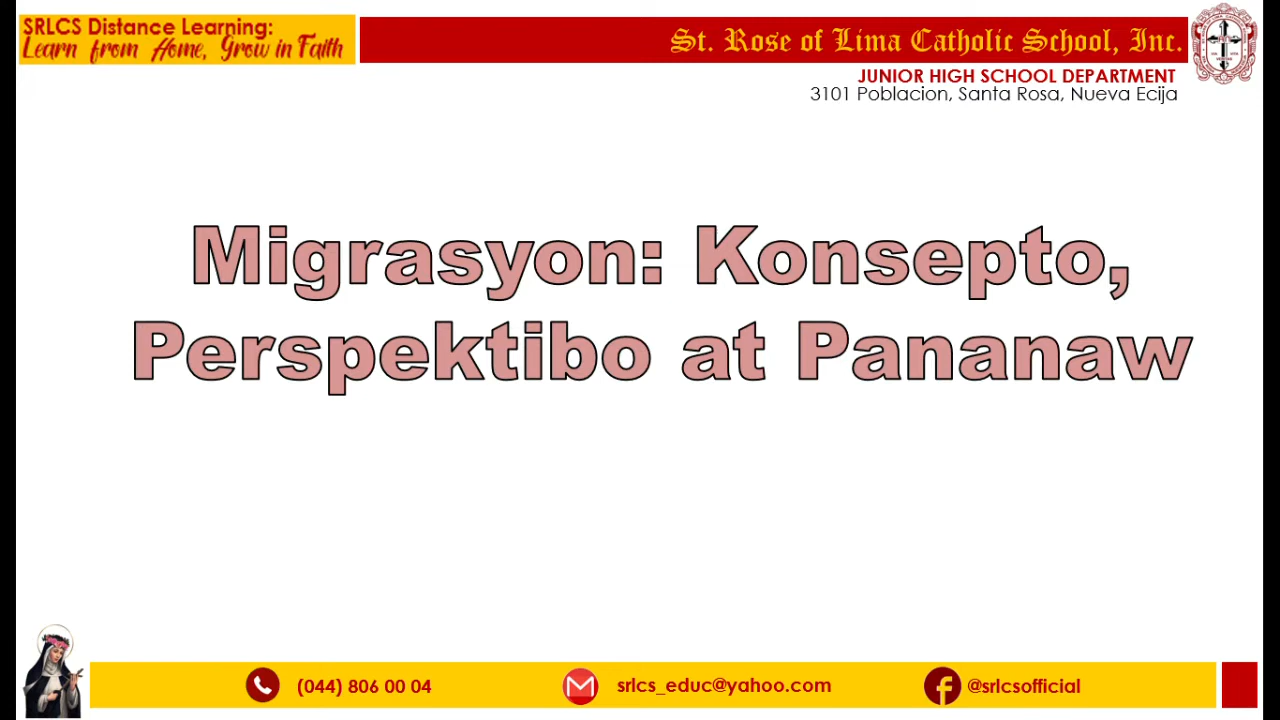 SRLCS Distance Learning:
Learn from Home, Grow in Faith
St. Rose of Lima Catholic School, Inc.
JUNIOR HIGH SCHOOL DEPARTMENT
3101 Poblacion, Santa Rosa, Nueva Ecija
Migrasyon: Konsepto,
Perspektibo at Pananaw
(044) 806 00 04
srlcs_educ@yahoo.com
@srlcsofficial